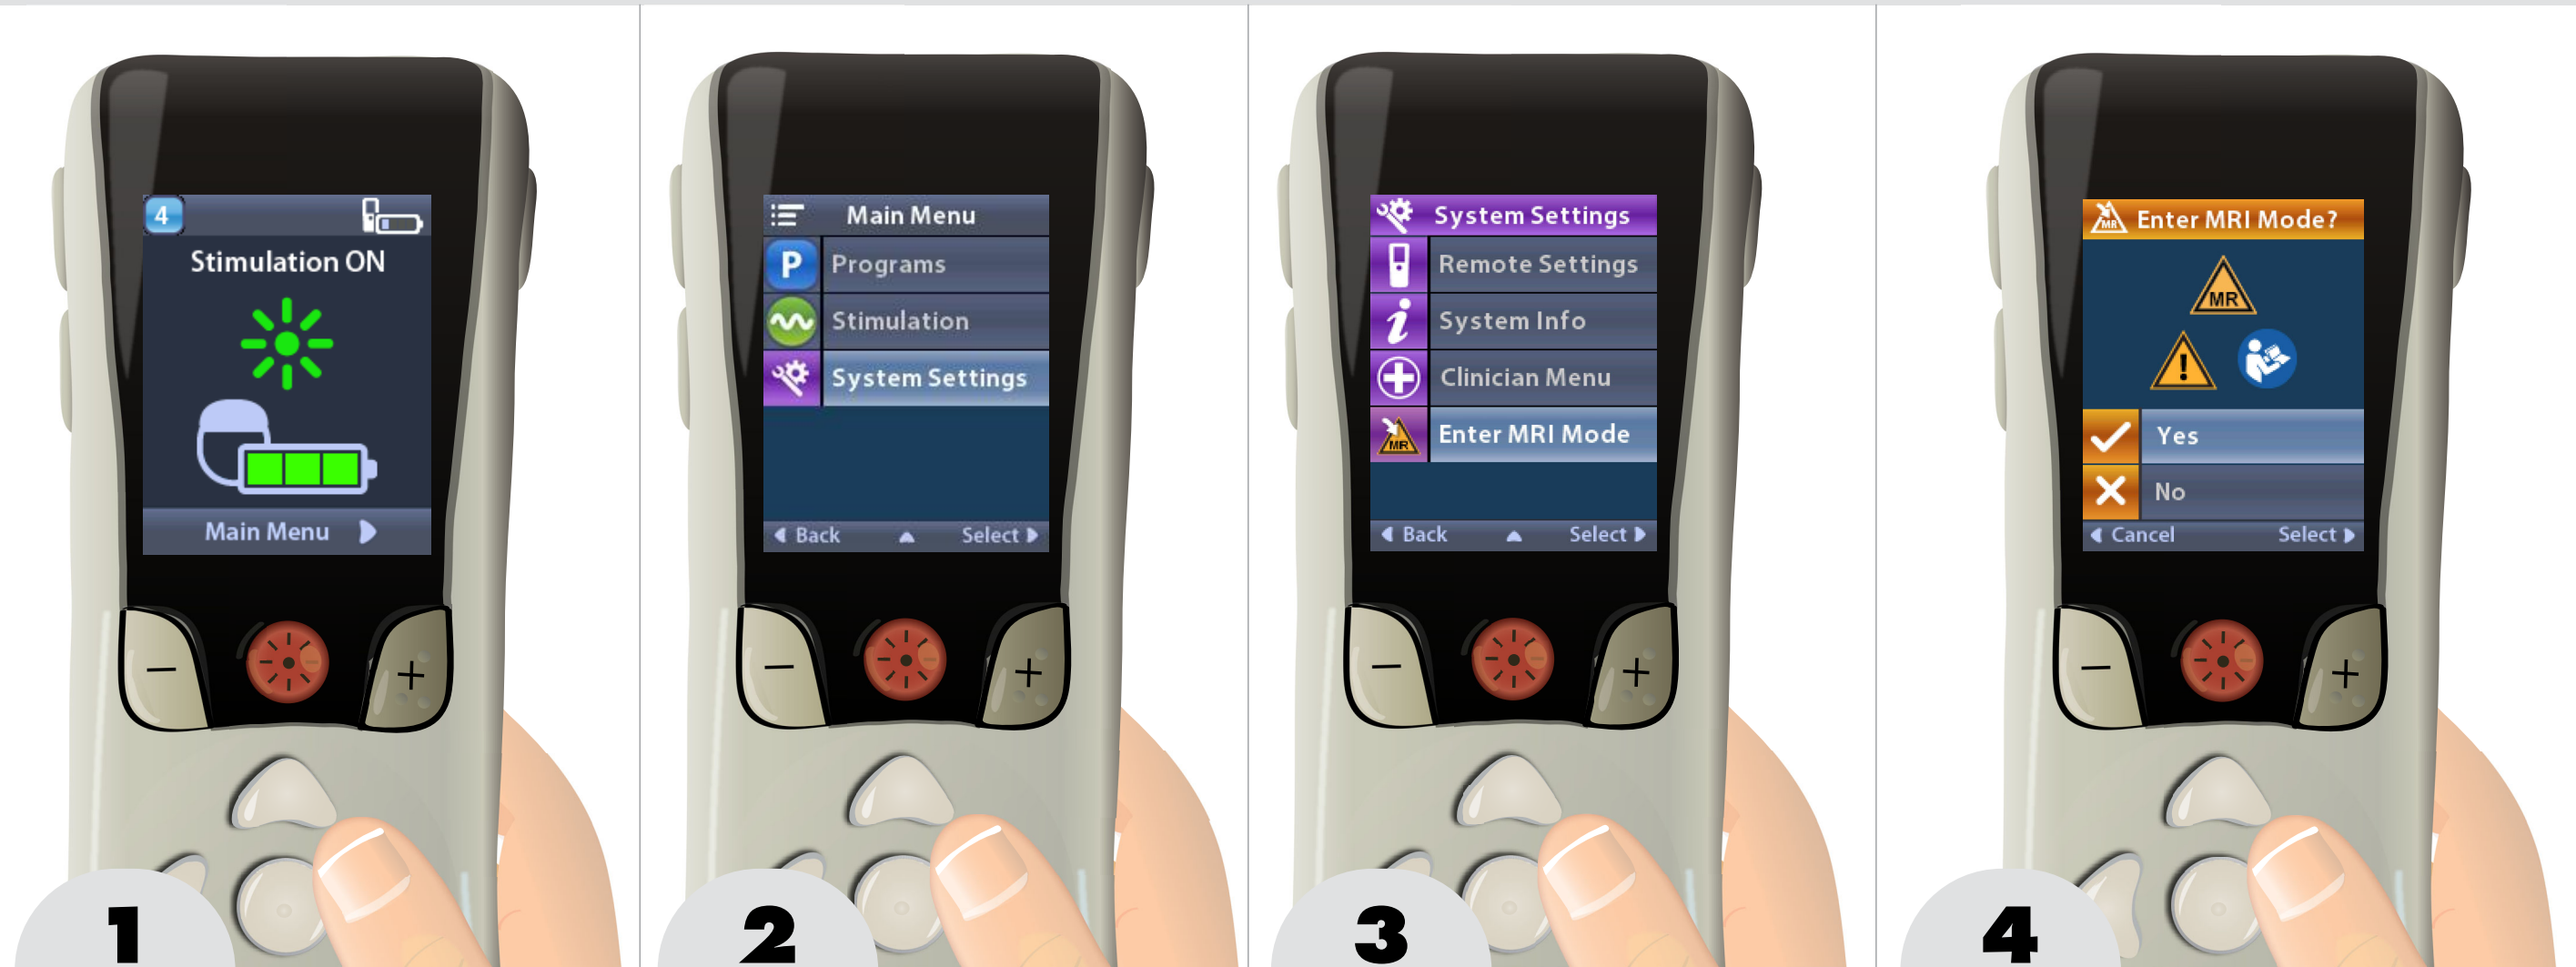 4
Stimulation ON
Main Menu
1
Main Menu
P
Programs
Stimulation
System Settings
Back
Select
2
System Settings
Remote Settings
i
System Info
Clinician Menu
MR
Enter MRI Mode
Back
Select
3
MR
Enter MRI Mode?
MR
!
Yes
No
Cancel
Select
4